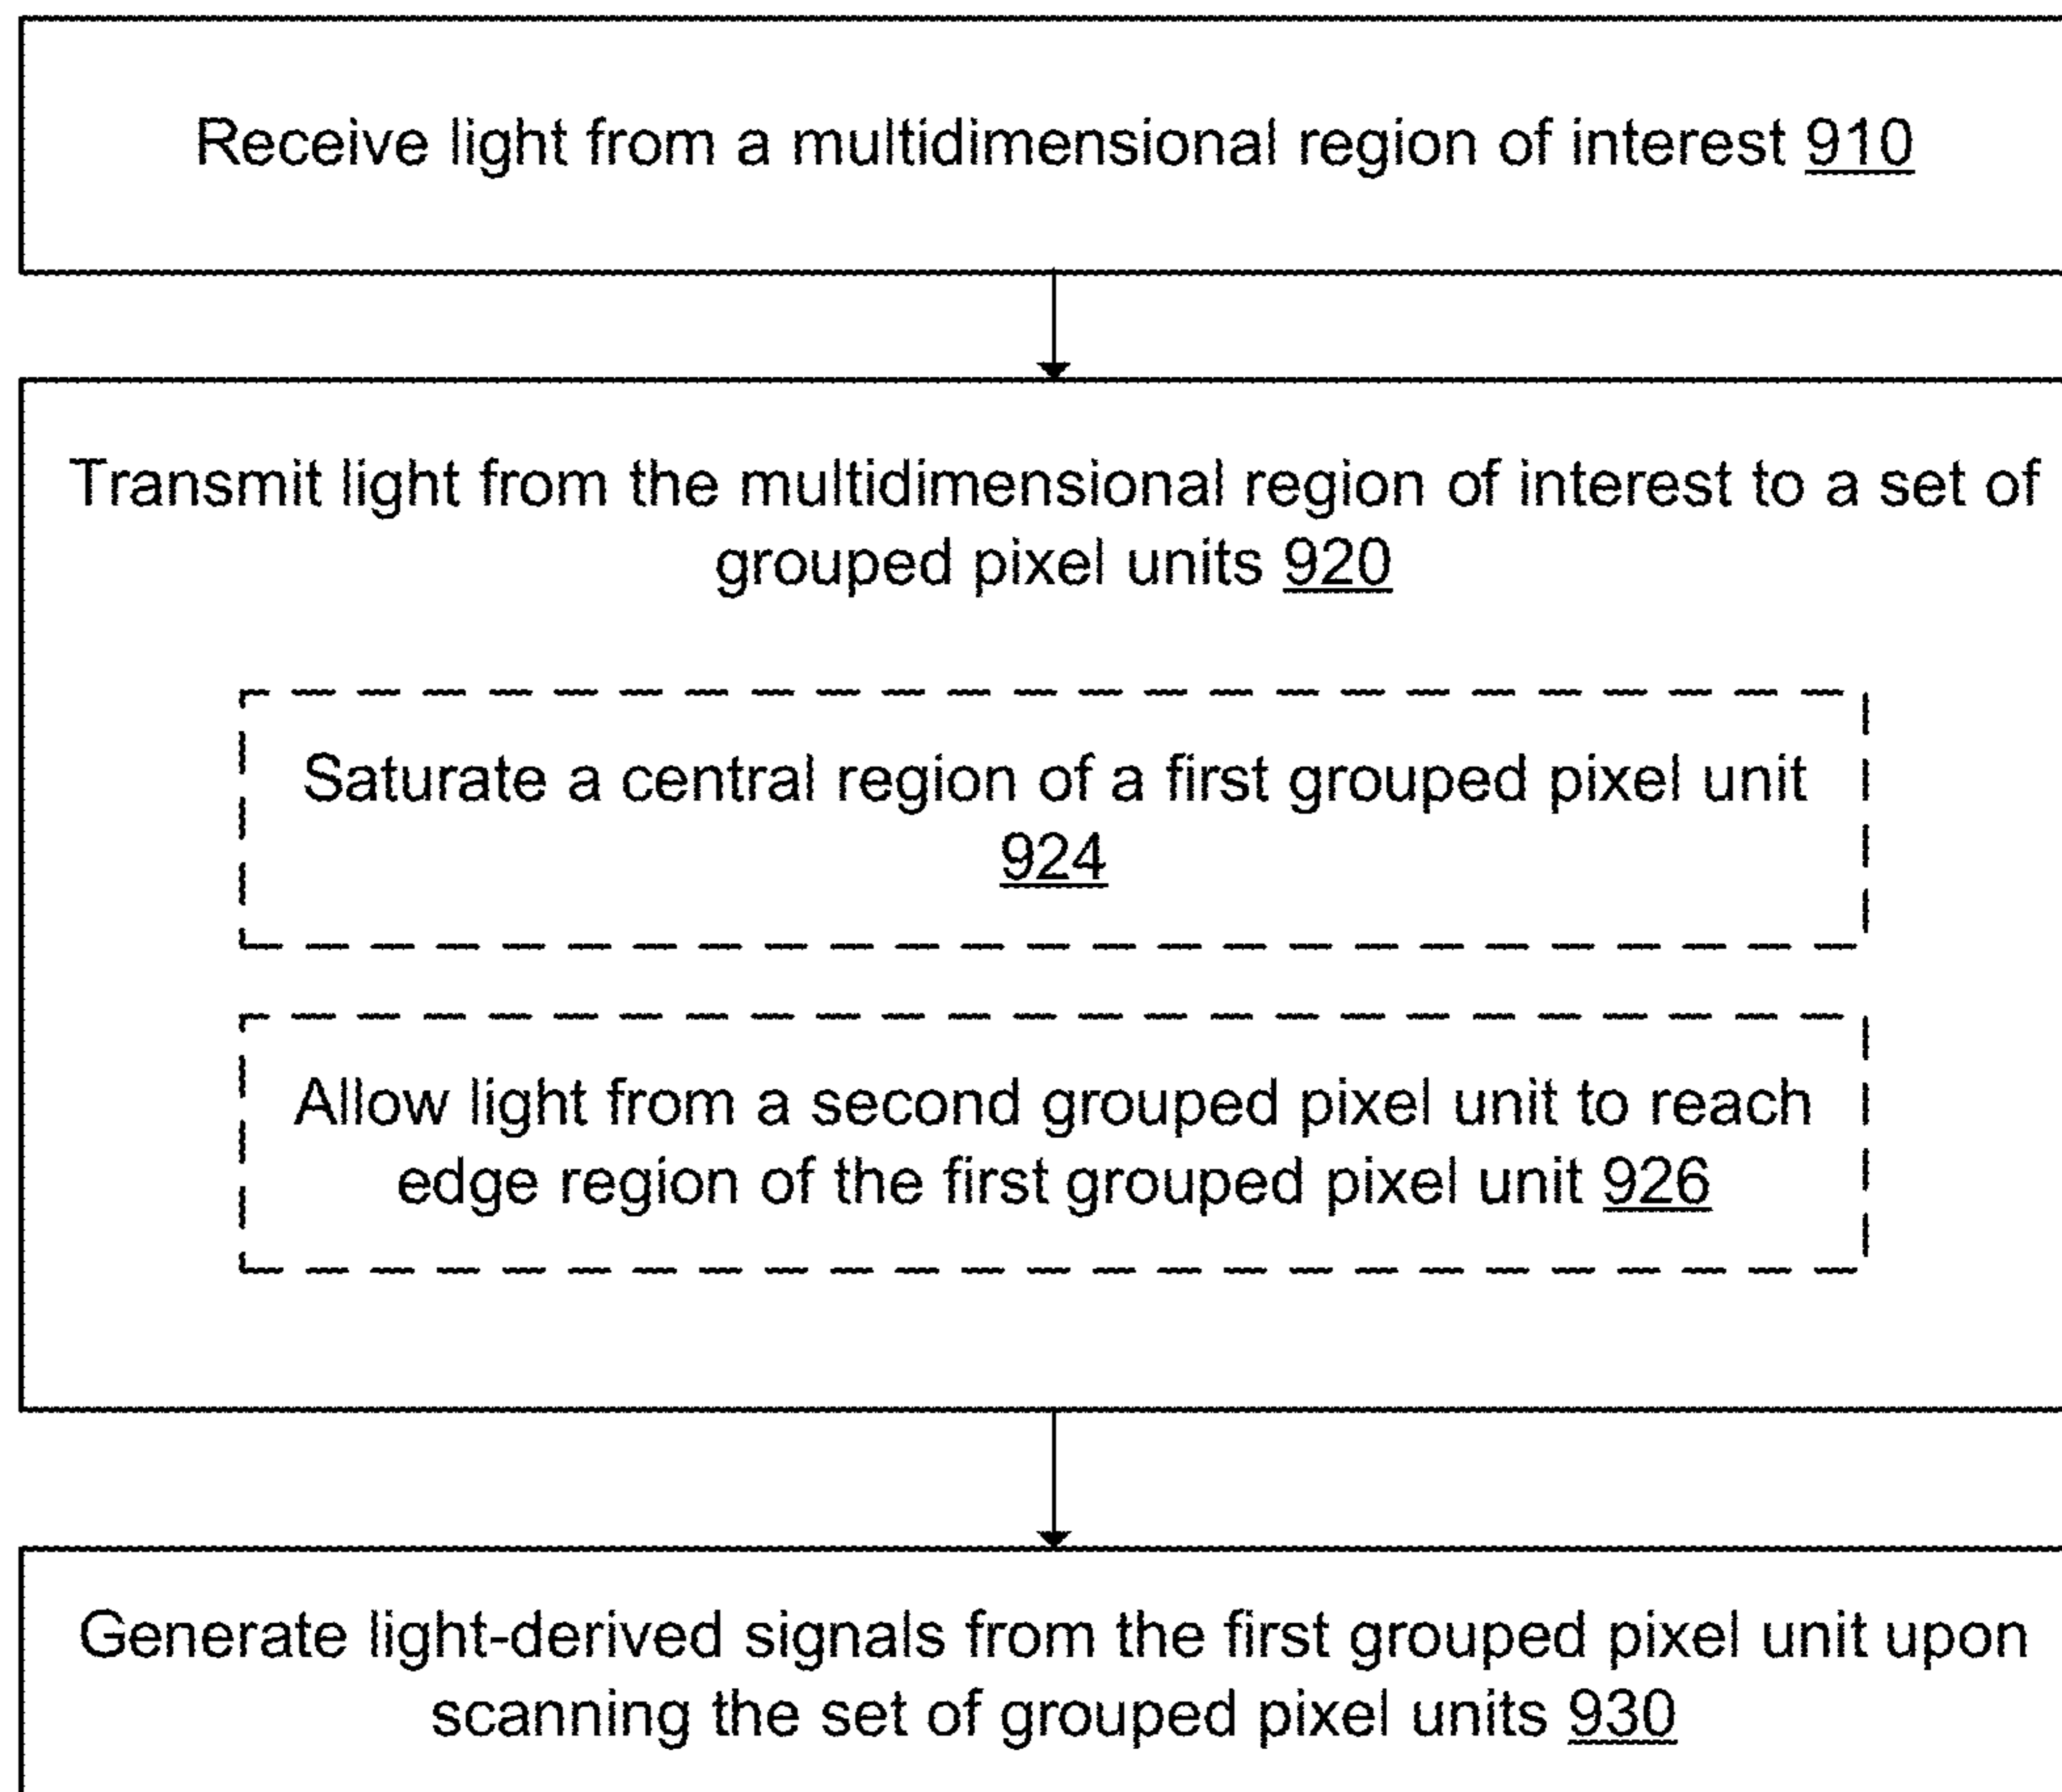 Receive light from a multidimensional region of interest 910
Transmit light from the multidimensional region of interest to a set of
grouped pixel units 920
Saturate a central region of a first grouped pixel unit
924
Allow light from a second grouped pixel unit to reach
edge region of the first grouped pixel unit 926
Generate light-derived signals from the first grouped pixel unit upon
scanning the set of grouped pixel units 930